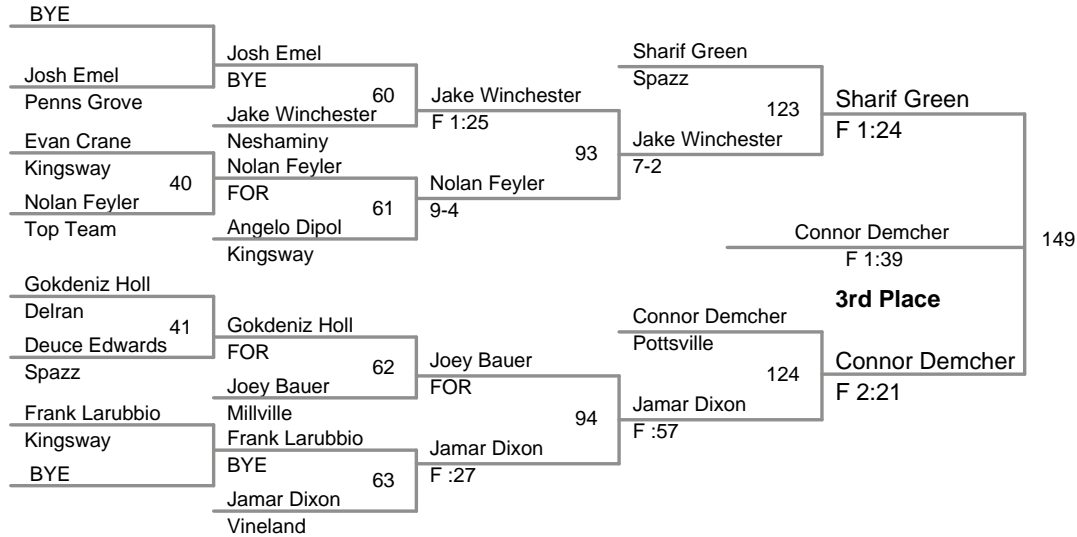 BYE
Josh Emel
Penns Grove
Evan Crane
Kingsway
40
Nolan Feyler
Top Team
Gokdeniz Holl
Delran
41
Deuce Edwards
Spazz
Frank Larubbio
Kingsway
BYE
Josh Emel
BYE
60
Jake Winchester
Neshaminy
Nolan Feyler
FOR
61
Angelo Dipol
Kingsway
Gokdeniz Holl
FOR
62
Joey Bauer
Millville
Frank Larubbio
BYE
63
Jamar Dixon
Vineland
Jake Winchester
F 1:25
93
Nolan Feyler
9-4
Joey Bauer
FOR
94
Jamar Dixon
F :27
Sharif Green
Spazz
123
Jake Winchester
7-2
Connor Demcher
Pottsville
124
Jamar Dixon
F :57
Sharif Green
F 1:24
Connor Demcher
F 2:21
149
Connor Demcher
F 1:39
3rd Place